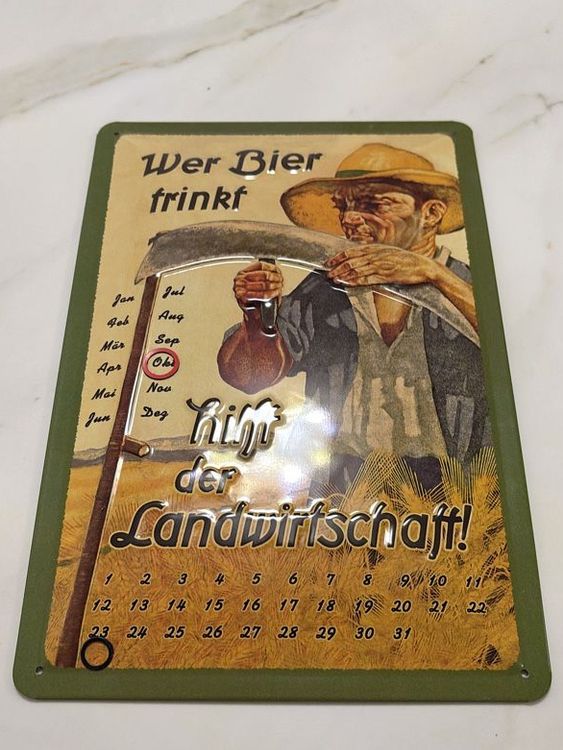 Wer Bier
trinkt
Jan Jul
Feb Aug
Mär Sep
Apr Okt
Mai Nov
Jun Dez
hilft
der
Landwirtschaft!
1 2 3 4 5 6 7 8 9 10 11
12 13 14 15 16 17 18 19 20 21 22
23 24 25 26 27 28 29 30 31